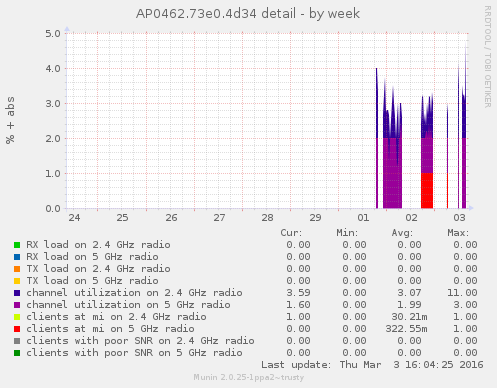 AP0462.73e0.4d34 detail - by week
RRDTOOL / TOBI OETIKER
% + abs
5.0
4.0
3.0
2.0
1.0
0.0
24 25 26 27 28 29 01 02 03
Cur: Min: Avg: Max:
RX load on 2.4 GHz radio 0.00 0.00 0.00 0.00
RX load on 5 GHz radio 0.00 0.00 0.00 0.00
TX load on 2.4 GHz radio 0.00 0.00 0.00 0.00
TX load on 5 GHz radio 0.00 0.00 0.00 0.00
channel utilization on 2.4 GHz radio 3.59 0.00 3.07 11.00
channel utilization on 5 GHz radio 1.60 0.00 1.99 3.00
clients at mi on 2.4 GHz radio 1.00 0.00 30.21m 1.00
clients at mi on 5 GHz radio 0.00 0.00 322.55m 1.00
clients with poor SNR on 2.4 GHz radio 0.00 0.00 0.00 0.00
clients with poor SNR on 5 GHz radio 0.00 0.00 0.00 0.00
Last update: Thu Mar 3 16:04:25 2016
Munin 2.0.25-1ppa2~trusty